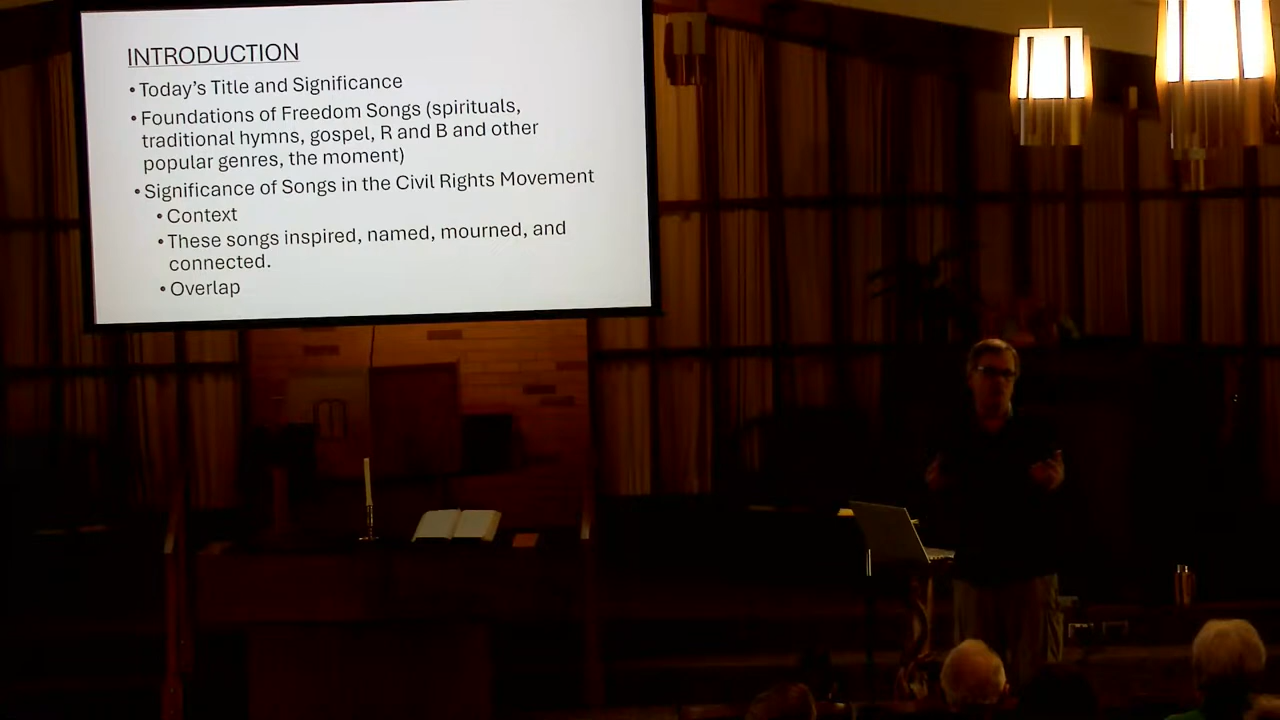 INTRODUCTION
• Today's Title and Significance
• Foundations of Freedom Songs (spirituals,
traditional hymns, gospel, R and B and other
popular genres, the moment)
• Significance of Songs in the Civil Rights Movement
• Context
• These songs inspired, named, mourned, and
connected.
• Overlap